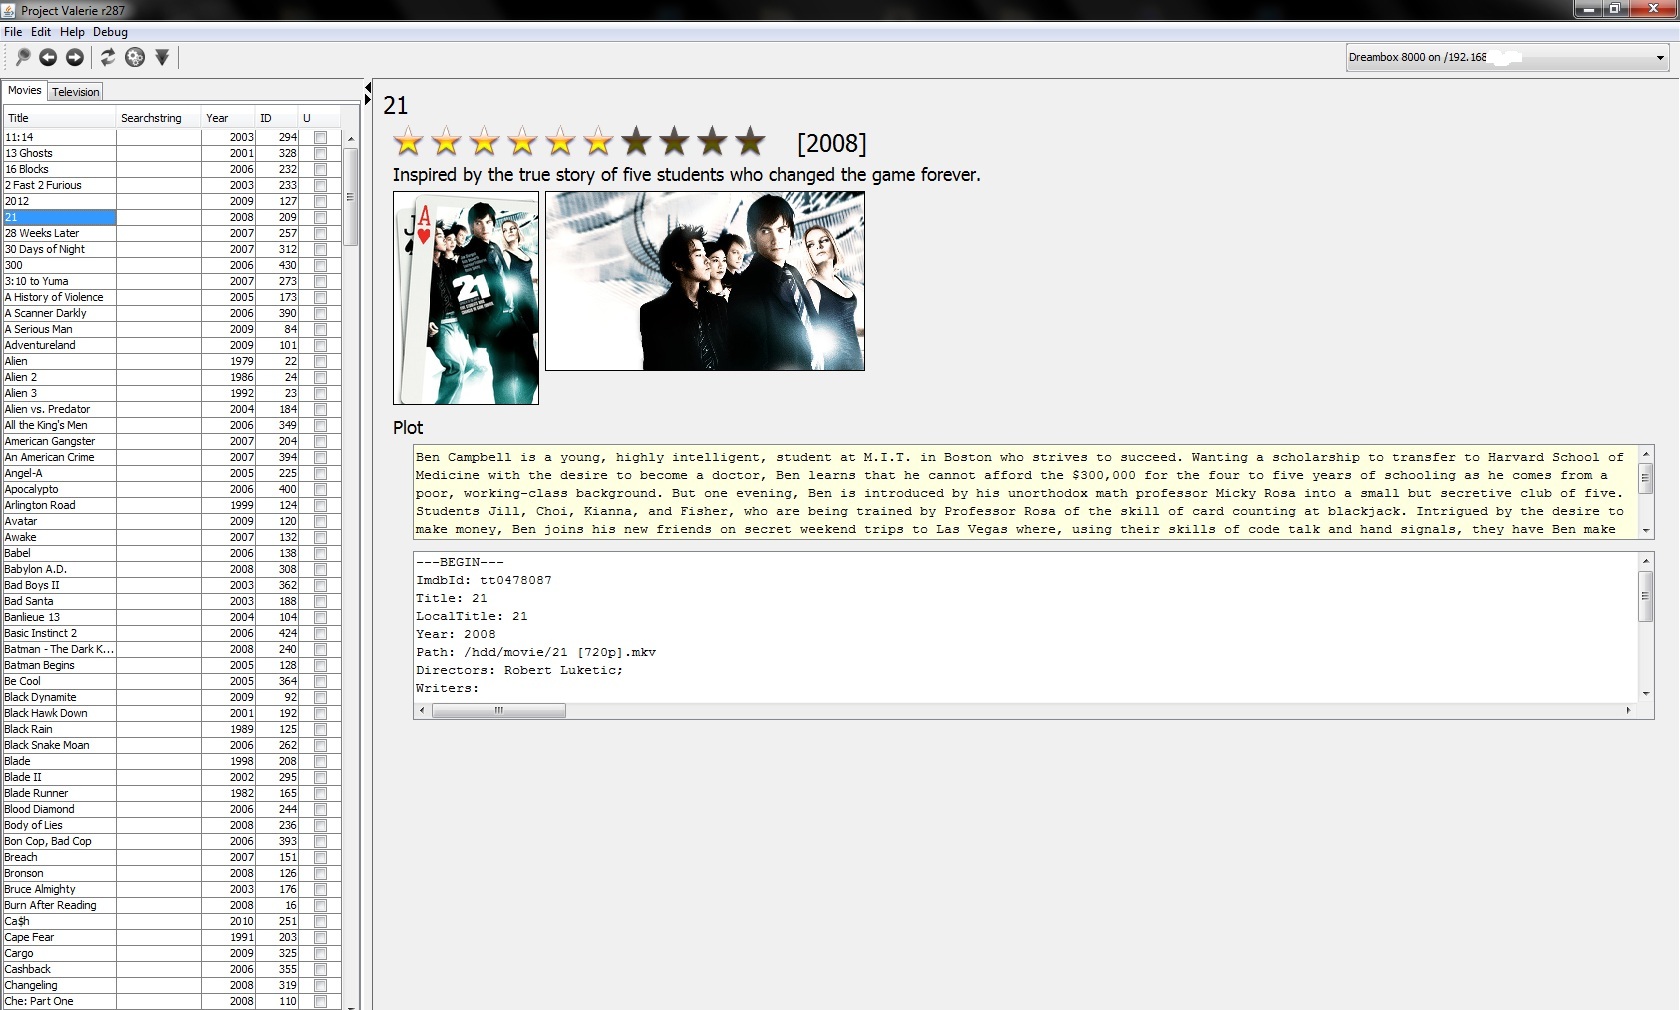 Project Valerie r287
File Edit Help Debug
Dreambox 8000 on /192.168
Movies Television
Title Searchstring Year ID U
11:14 2003 294
13 Ghosts 2001 328
16 Blocks 2006 232
2 Fast 2 Furious 2003 233
2012 2009 127
21 2008 209
28 Weeks Later 2007 257
30 Days of Night 2007 312
300 2006 430
3:10 to Yuma 2007 273
A History of Violence 2005 173
A Scanner Darkly 2006 390
A Serious Man 2009 84
Adventureland 2009 101
Alien 1979 22
Alien 2 1986 24
Alien 3 1992 23
Alien vs. Predator 2004 184
All the King's Men 2006 349
American Gangster 2007 204
An American Crime 2007 394
Angel-A 2005 225
Apocalypto 2006 400
Arlington Road 1999 124
Avatar 2009 120
Awake 2007 132
Babel 2006 138
Babylon A.D. 2008 308
Bad Boys II 2003 362
Bad Santa 2003 188
Banlieue 13 2004 104
Basic Instinct 2 2006 424
Batman - The Dark K... 2008 240
Batman Begins 2005 128
Be Cool 2005 364
Black Dynamite 2009 92
Black Hawk Down 2001 192
Black Rain 1989 125
Black Snake Moan 2006 262
Blade 1998 208
Blade II 2002 295
Blade Runner 1982 165
Blood Diamond 2006 244
Body of Lies 2008 236
Bon Cop, Bad Cop 2006 393
Breach 2007 151
Bronson 2008 126
Bruce Almighty 2003 176
Burn After Reading 2008 16
Ca$h 2010 251
Cape Fear 1991 203
Cargo 2009 325
Cashback 2006 355
Changeling 2008 319
Che: Part One 2008 110
21
[2008]
Inspired by the true story of five students who changed the game forever.
A
J
21
Plot
Ben Campbell is a young, highly intelligent, student at M.I.T. in Boston who strives to succeed. Wanting a scholarship to transfer to Harvard School of
Medicine with the desire to become a doctor, Ben learns that he cannot afford the $300,000 for the four to five years of schooling as he comes from a
poor, working-class background. But one evening, Ben is introduced by his unorthodox math professor Micky Rosa into a small but secretive club of five.
Students Jill, Choi, Kianna, and Fisher, who are being trained by Professor Rosa of the skill of card counting at blackjack. Intrigued by the desire to
make money, Ben joins his new friends on secret weekend trips to Las Vegas where, using their skills of code talk and hand signals, they have Ben make
---BEGIN---
ImdbId: tt0478087
Title: 21
LocalTitle: 21
Year: 2008
Path: /hdd/movie/21 [720p].mkv
Directors: Robert Luketic;
Writers: